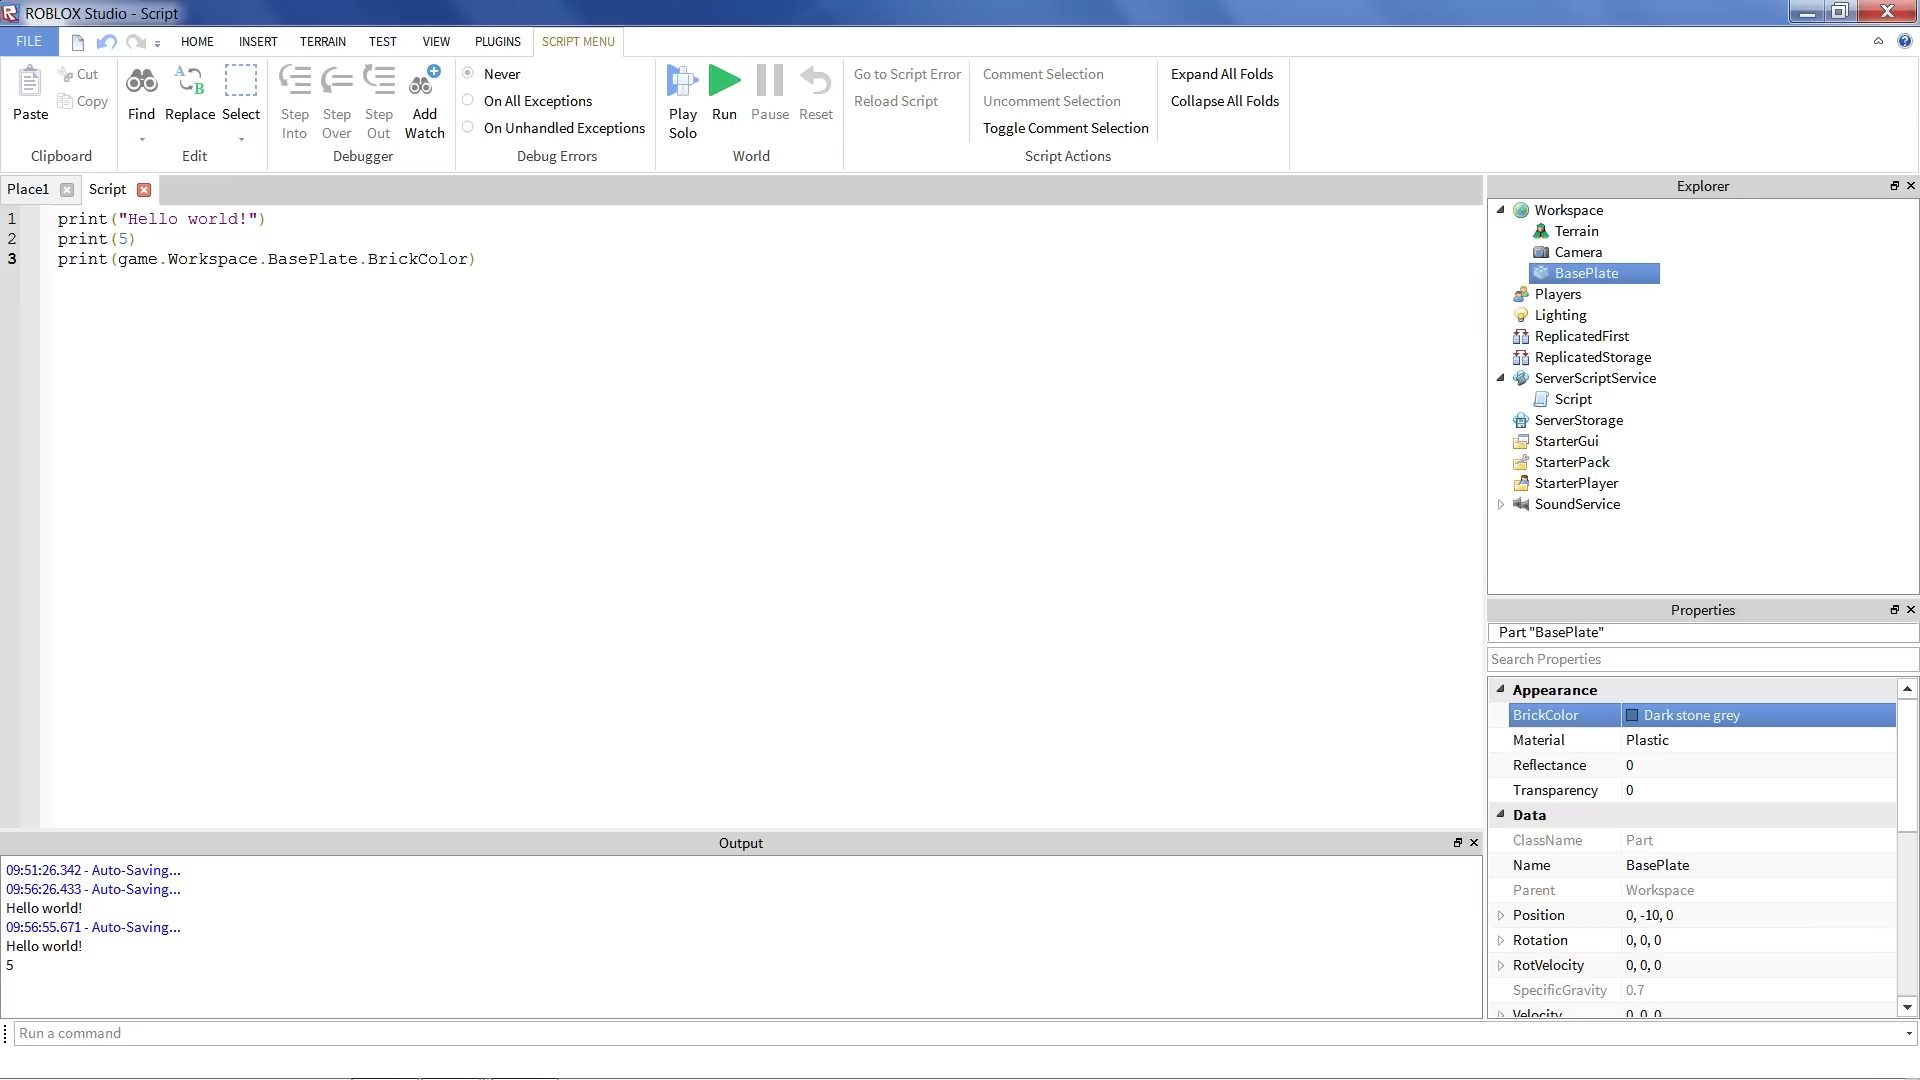 ROBLOX Studio - Script
FILE HOME INSERT TERRAIN TEST VIEW PLUGINS SCRIPT MENU
Paste
Cut
Copy
Clipboard
Find
Replace
Select
Edit
Step Into
Step Over
Step Out
Add Watch
Debugger
Never
On All Exceptions
On Unhandled Exceptions
Debug Errors
Play Solo
Run
Pause
Reset
World
Go to Script Error
Reload Script
Comment Selection
Uncomment Selection
Toggle Comment Selection
Expand All Folds
Collapse All Folds
Script Actions
Place1 Script
1 print("Hello world!")
2 print(5)
3 print(game.Workspace.BasePlate.BrickColor)
Explorer
Workspace
Terrain
Camera
BasePlate
Players
Lighting
ReplicatedFirst
ReplicatedStorage
ServerScriptService
Script
ServerStorage
StarterGui
StarterPack
StarterPlayer
SoundService
Properties
Part "BasePlate"
Search Properties
Appearance
BrickColor Dark stone grey
Material Plastic
Reflectance 0
Transparency 0
Data
ClassName Part
Name BasePlate
Parent Workspace
Position 0, -10, 0
Rotation 0, 0, 0
RotVelocity 0, 0, 0
SpecificGravity 0.7
Velocity 0, 0, 0
Output
09:51:26.342 - Auto-Saving...
09:56:26.433 - Auto-Saving...
Hello world!
09:56:55.671 - Auto-Saving...
Hello world!
5
Run a command